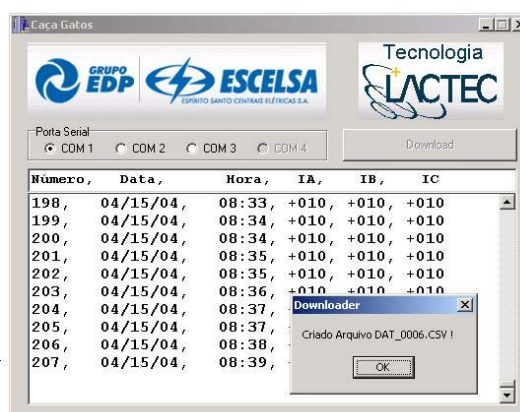 Caça Gatos
GRUPO EDP
ESCELSA
ESPÍRITO SANTO CENTRAIS ELÉTRICAS S.A.
Tecnologia
LACTEC
Porta Serial
COM 1 COM 2 COM 3 COM 4
Download
Número, Data, Hora, IA, IB, IC
198, 04/15/04, 08:33, +010, +010, +010
199, 04/15/04, 08:34, +010, +010, +010
200, 04/15/04, 08:34, +010, +010, +010
201, 04/15/04, 08:35, +010, +010, +010
202, 04/15/04, 08:35, +010, +010, +010
203, 04/15/04, 08:36, +010, +010, +010
204, 04/15/04, 08:37,
205, 04/15/04, 08:37,
206, 04/15/04, 08:38,
207, 04/15/04, 08:39,
Downloader
Criado Arquivo DAT_0006.CSV !
OK